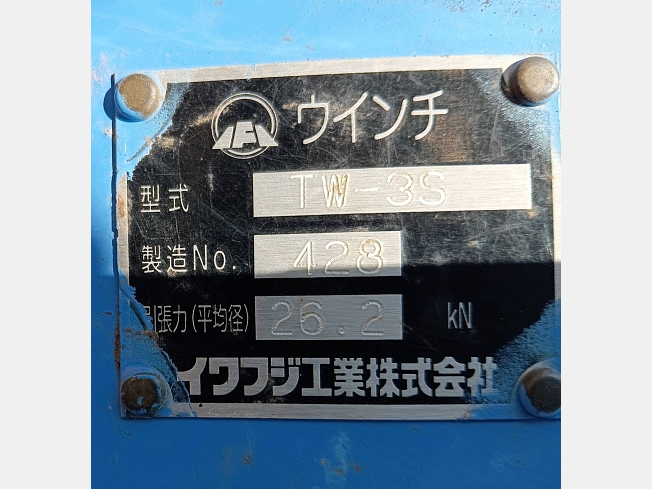 ウインチ
型式 TW-3S
製造No. 428
引張力(平均径) 26.2 kN
イワフジ工業株式会社